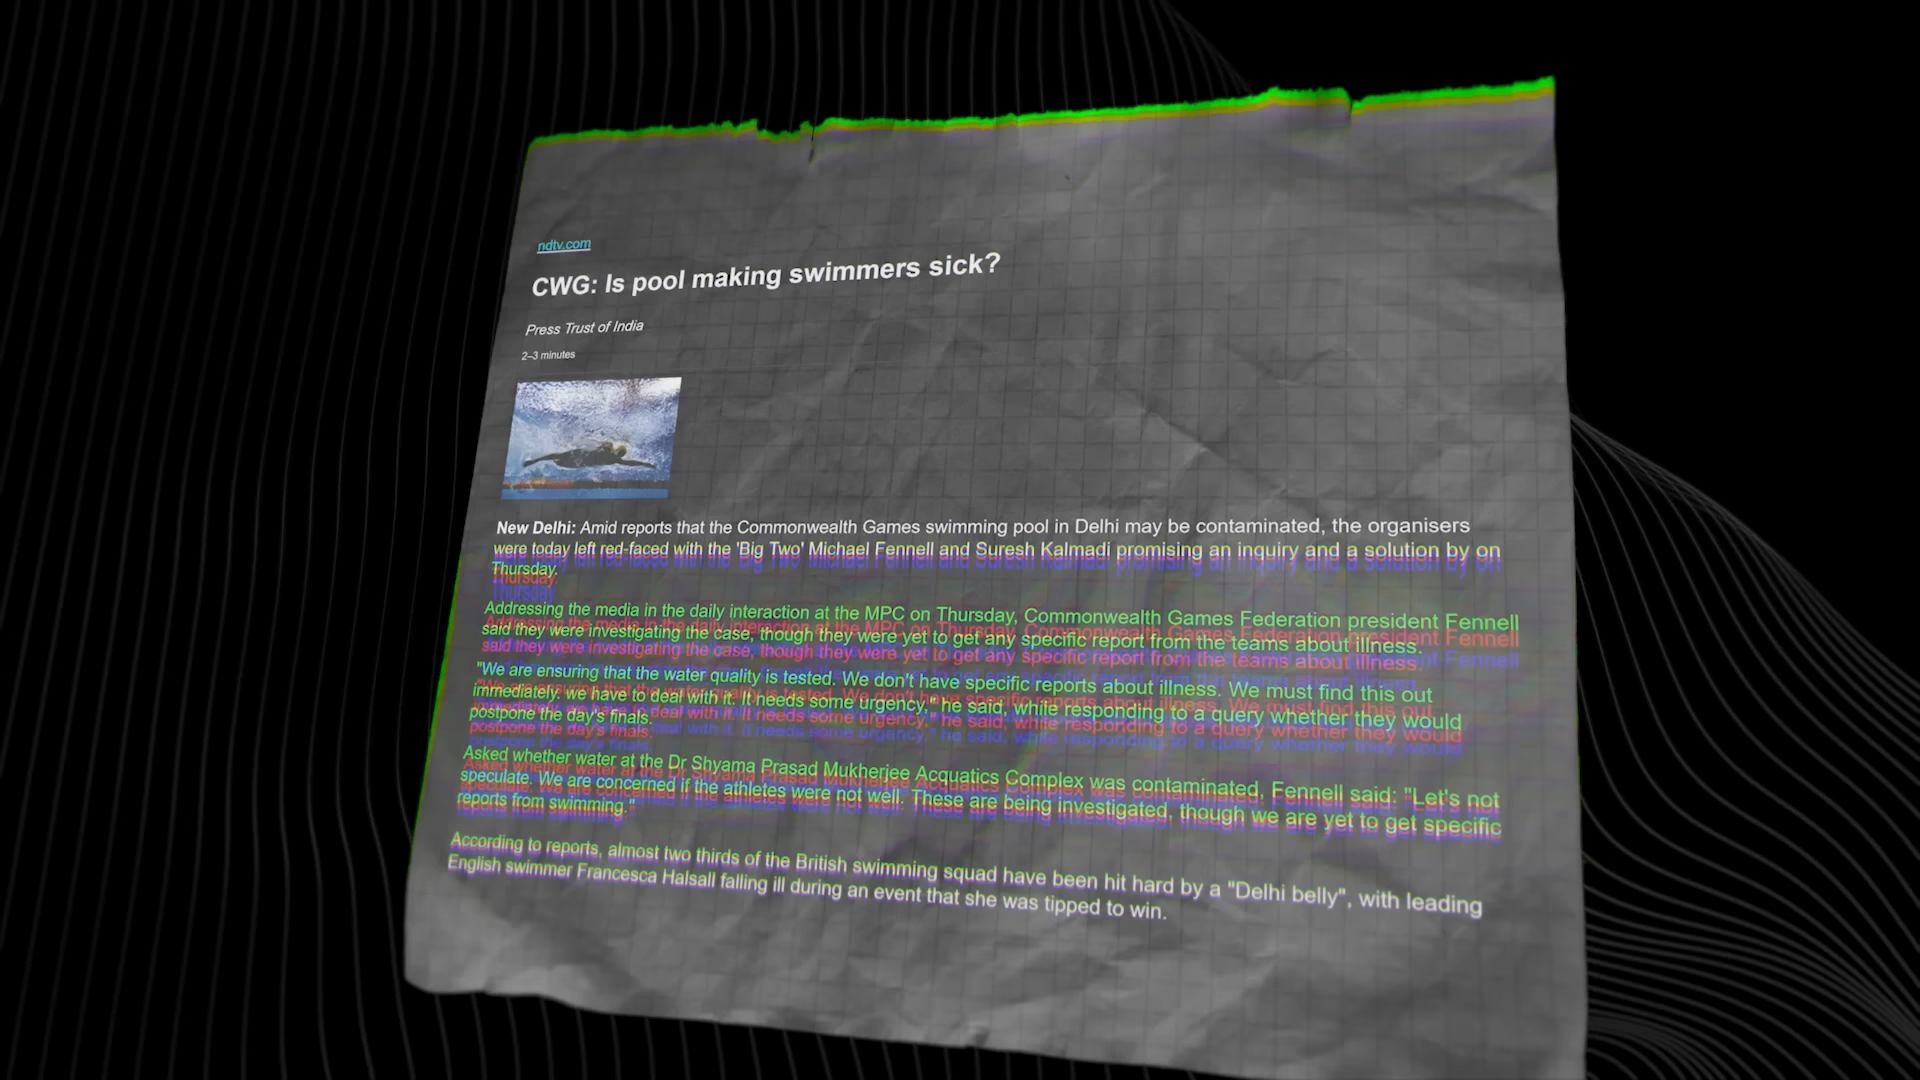 ndtv.com
CWG: Is pool making swimmers sick?
Press Trust of India
2–3 minutes
New Delhi: Amid reports that the Commonwealth Games swimming pool in Delhi may be contaminated, the organisers
were today left red-faced with the 'Big Two' Michael Fennell and Suresh Kalmadi promising an inquiry and a solution by on
Thursday.
Addressing the media in the daily interaction at the MPC on Thursday, Commonwealth Games Federation president Fennell
said they were investigating the case, though they were yet to get any specific report from the teams about illness.
"We are ensuring that the water quality is tested. We don't have specific reports about illness. We must find this out
immediately. we have to deal with it. It needs some urgency," he said, while responding to a query whether they would
postpone the day's finals.
Asked whether water at the Dr Shyama Prasad Mukherjee Acquatics Complex was contaminated, Fennell said: "Let's not
speculate. We are concerned if the athletes were not well. These are being investigated, though we are yet to get specific
reports from swimming."
According to reports, almost two thirds of the British swimming squad have been hit hard by a "Delhi belly", with leading
English swimmer Francesca Halsall falling ill during an event that she was tipped to win.